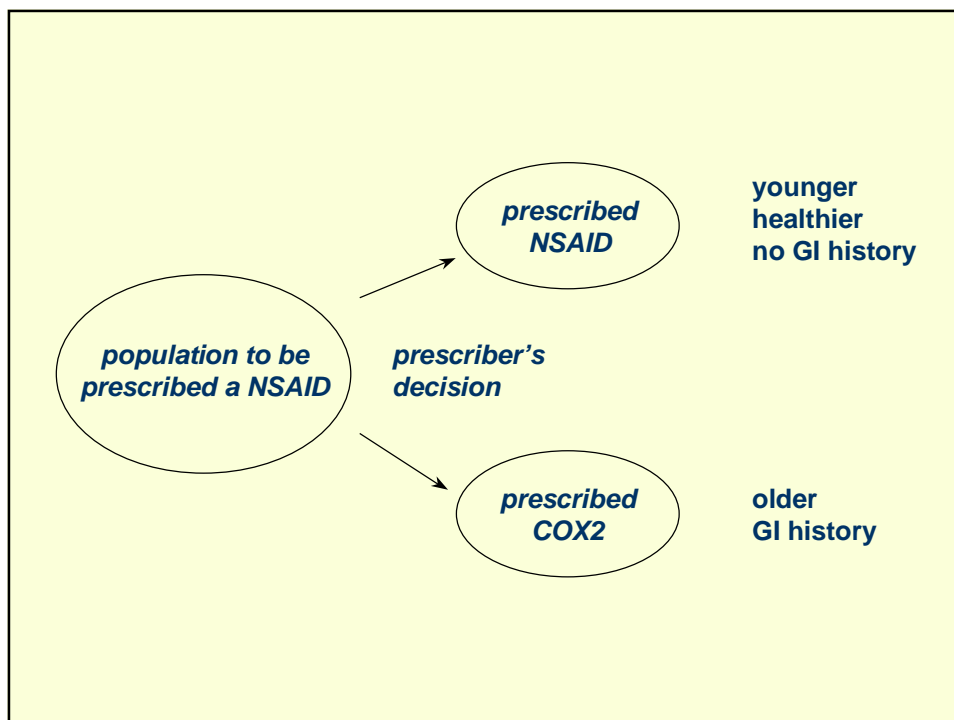 prescribed
NSAID
younger
healthier
no GI history
population to be
prescribed a NSAID
prescriber's
decision
prescribed
COX2
older
GI history